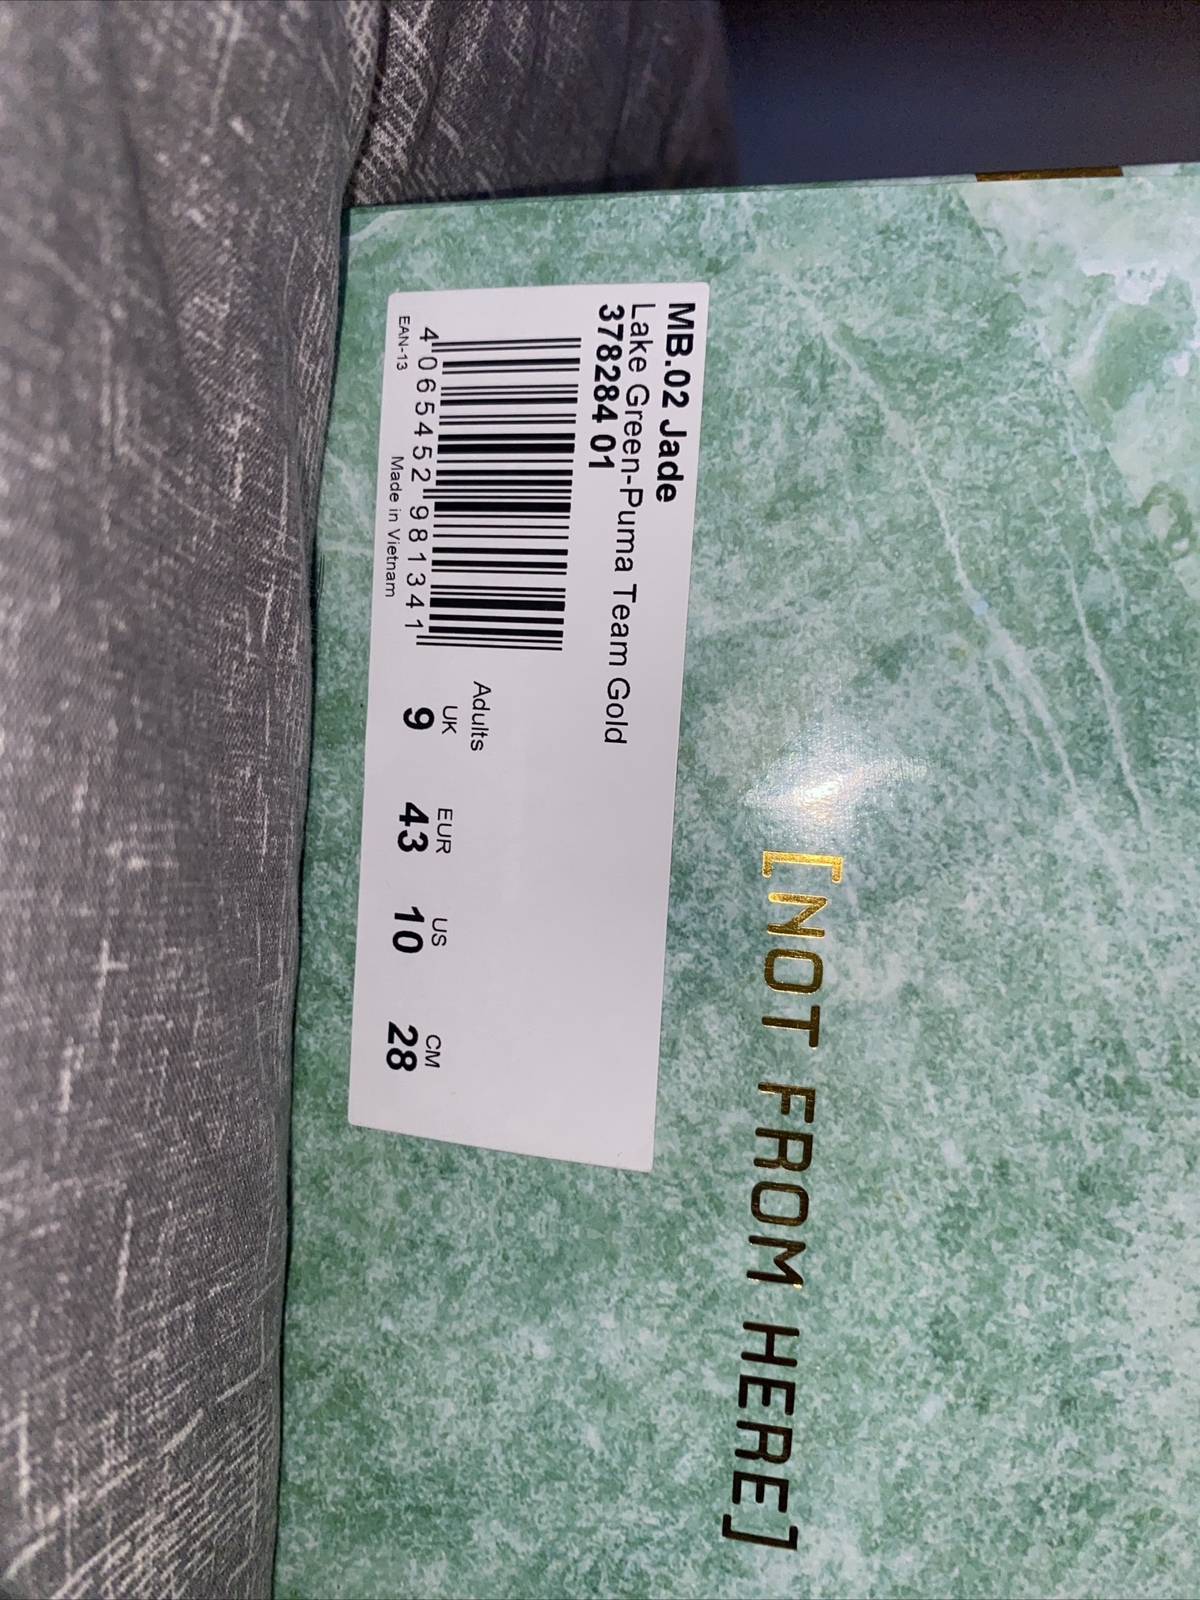 MB.02 Jade
Lake Green-Puma Team Gold
378284 01
4 065452 981341
EAN-13
Made in Vietnam
Adults
UK EUR US CM
9 43 10 28
[NOT FROM HERE]